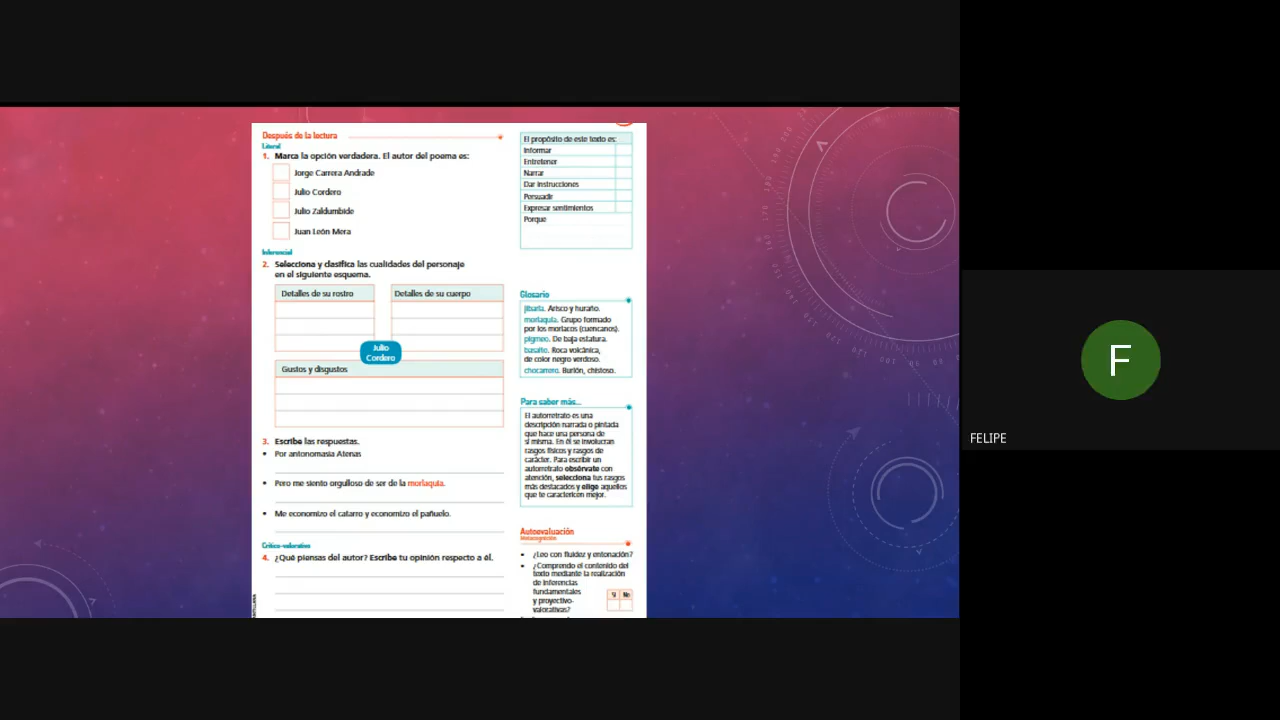 Después de la lectura
Literal
1. Marca la opción verdadera. El autor del poema es:
Jorge Carrera Andrade
Julio Cordero
Julio Zaldumbide
Juan León Mera
Inferencial
2. Selecciona y clasifica las cualidades del personaje
en el siguiente esquema.
Detalles de su rostro
Detalles de su cuerpo
Julio
Cordero
Gustos y disgustos
3. Escribe las respuestas.
• Por antonomasia Atenas
• Pero me siento orgulloso de ser de la morlaquía.
• Me economizo el catarro y economizo el pañuelo.
Crítico-valorativo
4. ¿Qué piensas del autor? Escribe tu opinión respecto a él.
El propósito de este texto es:
Informar
Entretener
Narrar
Dar instrucciones
Persuadir
Expresar sentimientos
Porque
Glosario
jibaría. Arisco y huraño.
morlaquía. Grupo formado
por los morlacos (cuencanos).
pigmeo. De baja estatura.
basalto. Roca volcánica,
de color negro verdoso.
chocarrero. Burlón, chistoso.
Para saber más...
El autorretrato es una
descripción narrada o pintada
que hace una persona de
sí misma. En él se involucran
rasgos físicos y rasgos de
carácter. Para escribir un
autorretrato obsérvate con
atención, selecciona tus rasgos
más destacados y elige aquellos
que te caractericen mejor.
Autoevaluación
Metacognición
• ¿Leo con fluidez y entonación?
• ¿Comprendo el contenido del
texto mediante la realización
de inferencias
fundamentales
y proyectivo-
valorativas?
Sí No
F
FELIPE